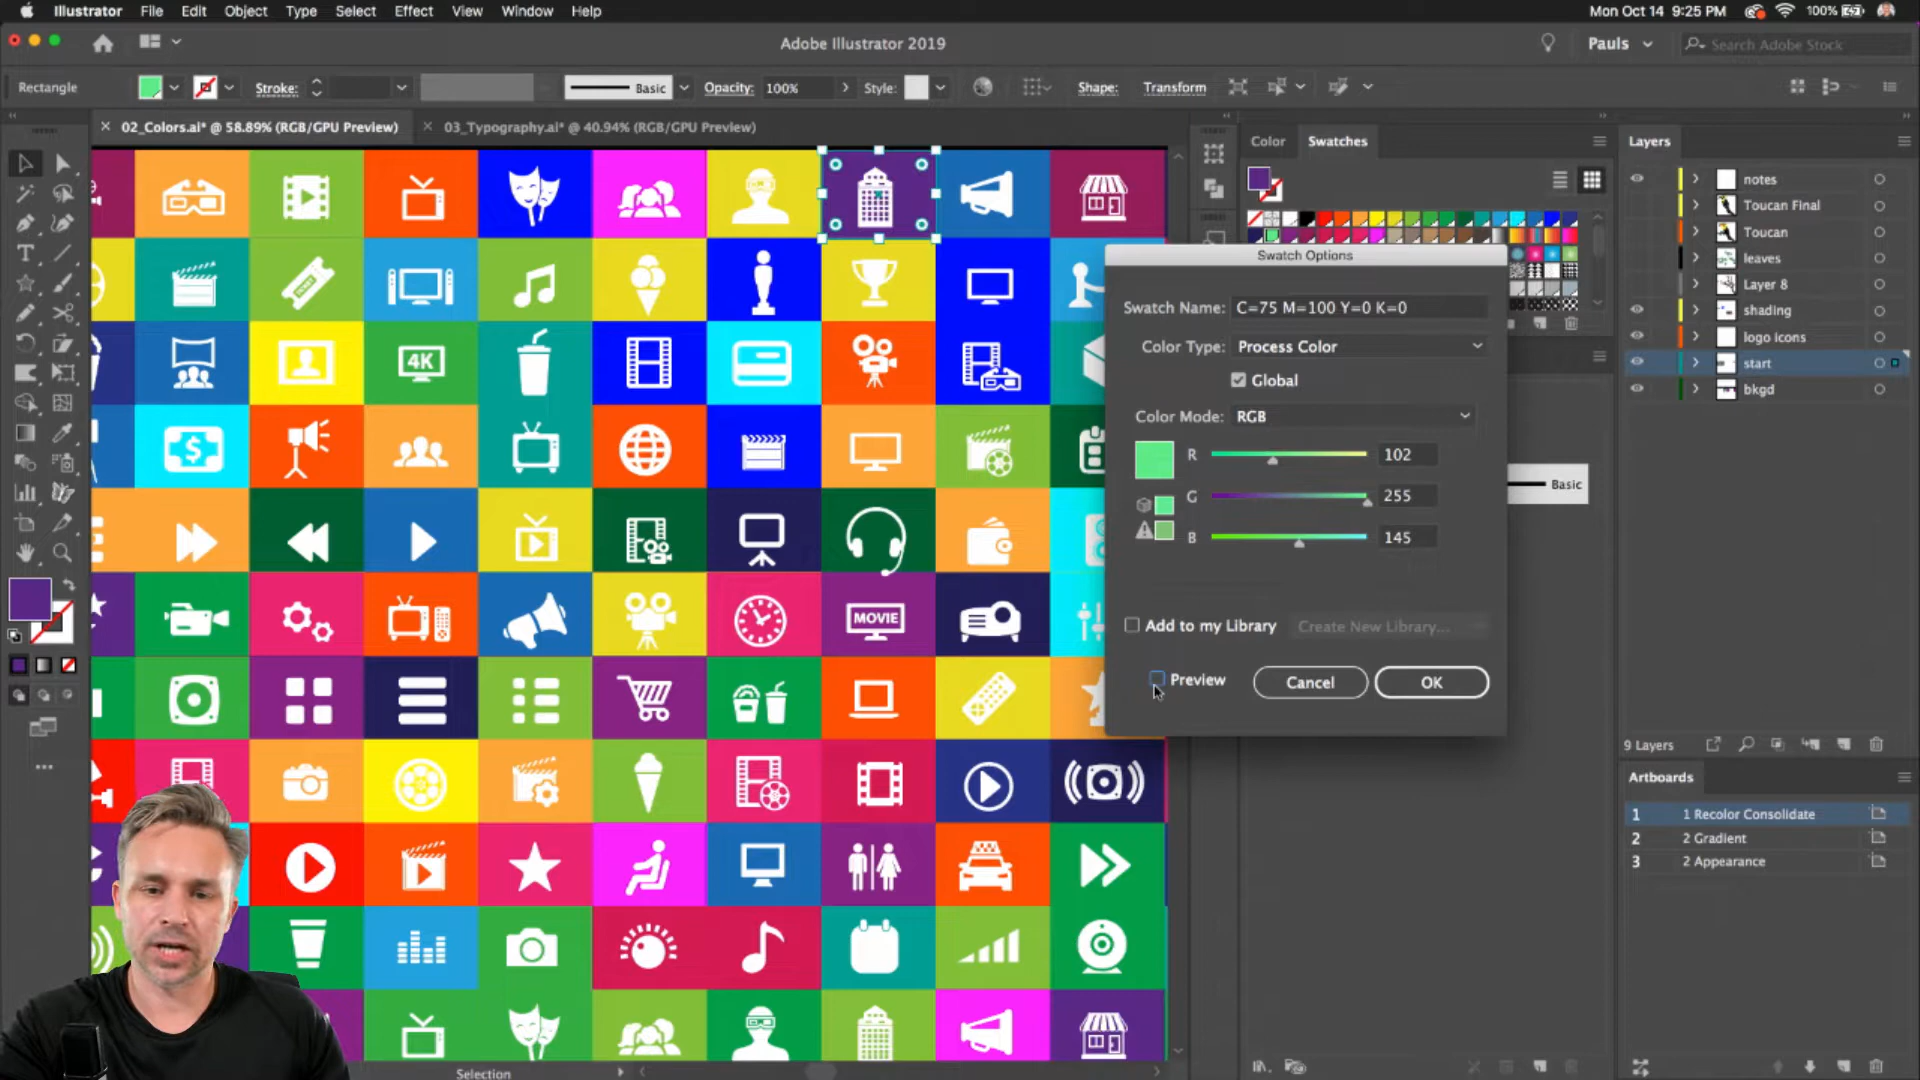 Illustrator File Edit Object Type Select Effect View Window Help
Mon Oct 14 9:25 PM 100%
Adobe Illustrator 2019
Pauls
Search Adobe Stock
Rectangle
Stroke:
Basic
Opacity: 100%
Style:
Shape:
Transform
02_Colors.ai* @ 58.89% (RGB/GPU Preview)
03_Typography.ai* @ 40.94% (RGB/GPU Preview)
Color
Swatches
Layers
notes
Toucan Final
Toucan
leaves
Layer 8
shading
logo icons
start
bkgd
TICKET
4K
MOVIE
Swatch Options
Swatch Name: C=75 M=100 Y=0 K=0
Color Type: Process Color
Global
Color Mode: RGB
R 102
G 255
B 145
Basic
Add to my Library
Create New Library...
Preview
Cancel
OK
9 Layers
Artboards
1 1 Recolor Consolidate
2 2 Gradient
3 2 Appearance
Selection